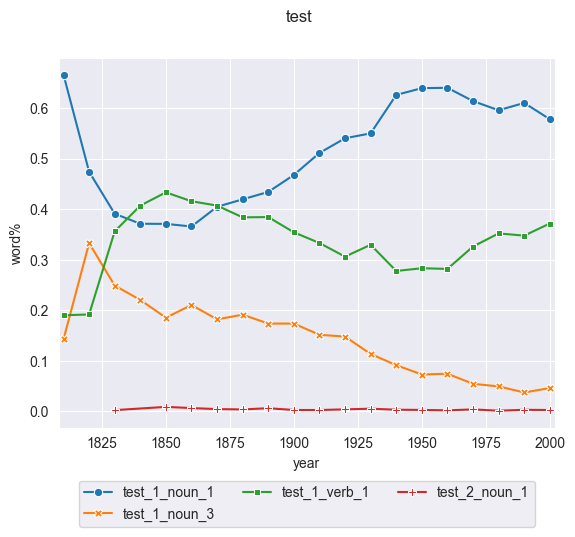 test
word%
0.6
0.5
0.4
0.3
0.2
0.1
0.0
1825 1850 1875 1900 1925 1950 1975 2000
year
test_1_noun_1 test_1_verb_1 test_2_noun_1
test_1_noun_3